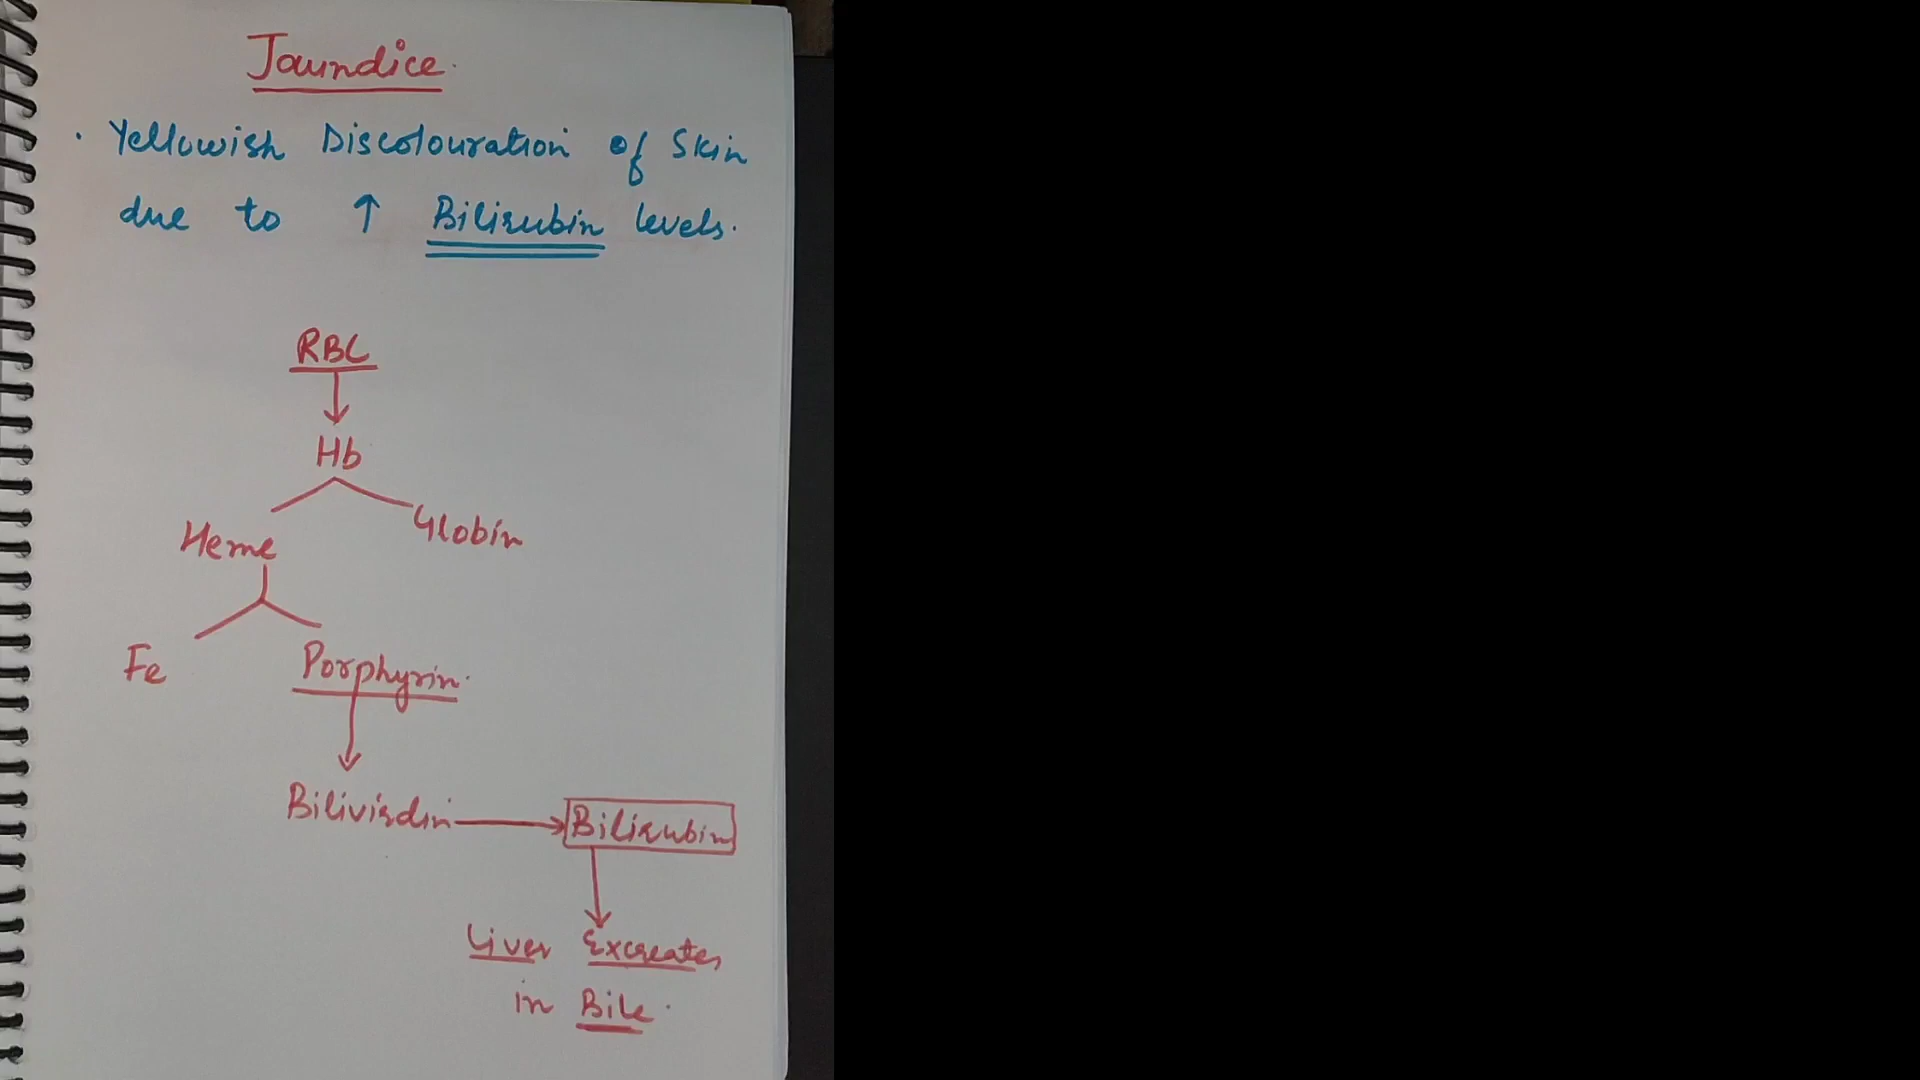 Jaundice.
· Yellowish Discolouration of Skin
due to ↑ Bilirubin levels.
RBC
Hb
Heme Globin
Fe Porphyrin.
Bilivirdin → Bilirubin
Liver Excreates
in Bile.